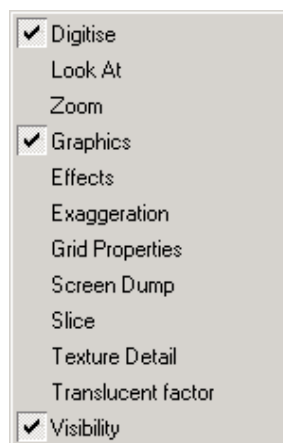 Digitise
Look At
Zoom
Graphics
Effects
Exaggeration
Grid Properties
Screen Dump
Slice
Texture Detail
Translucent factor
Visibility